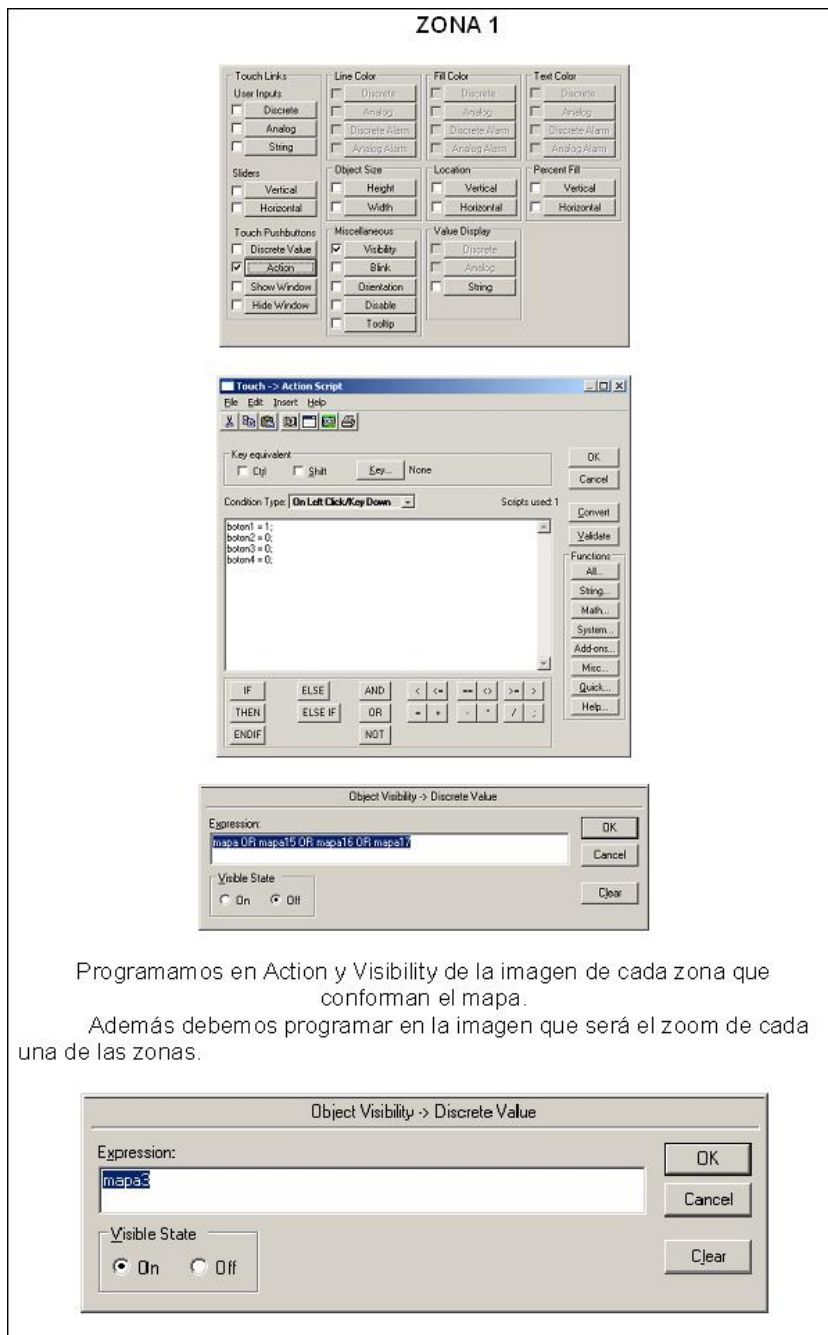 ZONA 1
Touch Links
User Inputs
Discrete
Analog
String
Sliders
Vertical
Horizontal
Touch Pushbuttons
Discrete Value
Action
Show Window
Hide Window
Line Color
Discrete
Analog
Discrete Alarm
Analog Alarm
Object Size
Height
Width
Miscellaneous
Visibility
Blink
Orientation
Disable
Tooltip
Fill Color
Discrete
Analog
Discrete Alarm
Analog Alarm
Location
Vertical
Horizontal
Value Display
Discrete
Analog
String
Text Color
Discrete
Analog
Discrete Alarm
Analog Alarm
Percent Fill
Vertical
Horizontal
Touch -> Action Script
File Edit Insert Help
Key equivalent
Ctrl Shift Key... None
OK
Cancel
Condition Type: On Left Click/Key Down Scripts used: 1
Convert
Validate
boton1 = 1;
boton2 = 0;
boton3 = 0;
boton4 = 0;
Functions
All...
String...
Math...
System...
Add-ons...
Misc...
Quick...
Help...
IF ELSE AND < <= == <> >= >
THEN ELSE IF OR = + - * / ;
ENDIF NOT
Object Visibility -> Discrete Value
Expression:
mapa OR mapa15 OR mapa16 OR mapa17
OK
Cancel
Visible State
On Off
Clear
Programamos en Action y Visibility de la imagen de cada zona que
conforman el mapa.
Además debemos programar en la imagen que será el zoom de cada
una de las zonas.
Object Visibility -> Discrete Value
Expression:
mapa3
OK
Cancel
Visible State
On Off
Clear